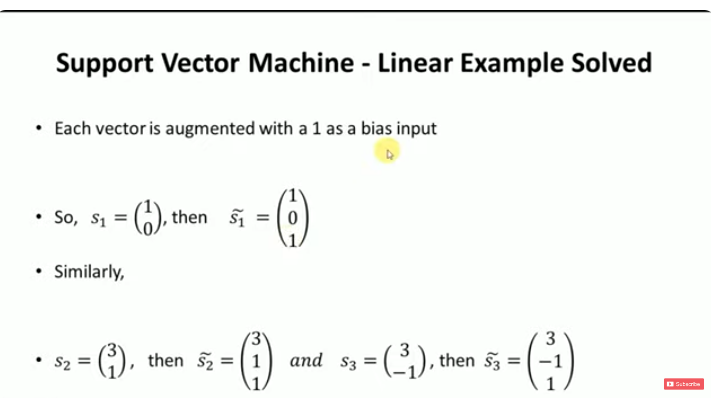 Support Vector Machine - Linear Example Solved
• Each vector is augmented with a 1 as a bias input
• So, s₁ = (1 0), then s̃₁ = (1 0 1)
• Similarly,
• s₂ = (3 1), then s̃₂ = (3 1 1) and s₃ = (3 −1), then s̃₃ = (3 −1 1)
Subscribe